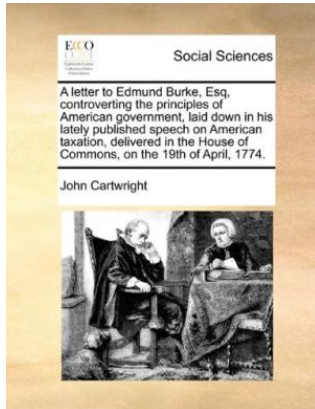 ECCO
Social Sciences
A letter to Edmund Burke, Esq,
controverting the principles of
American government, laid down in his
lately published speech on American
taxation, delivered in the House of
Commons, on the 19th of April, 1774.
John Cartwright